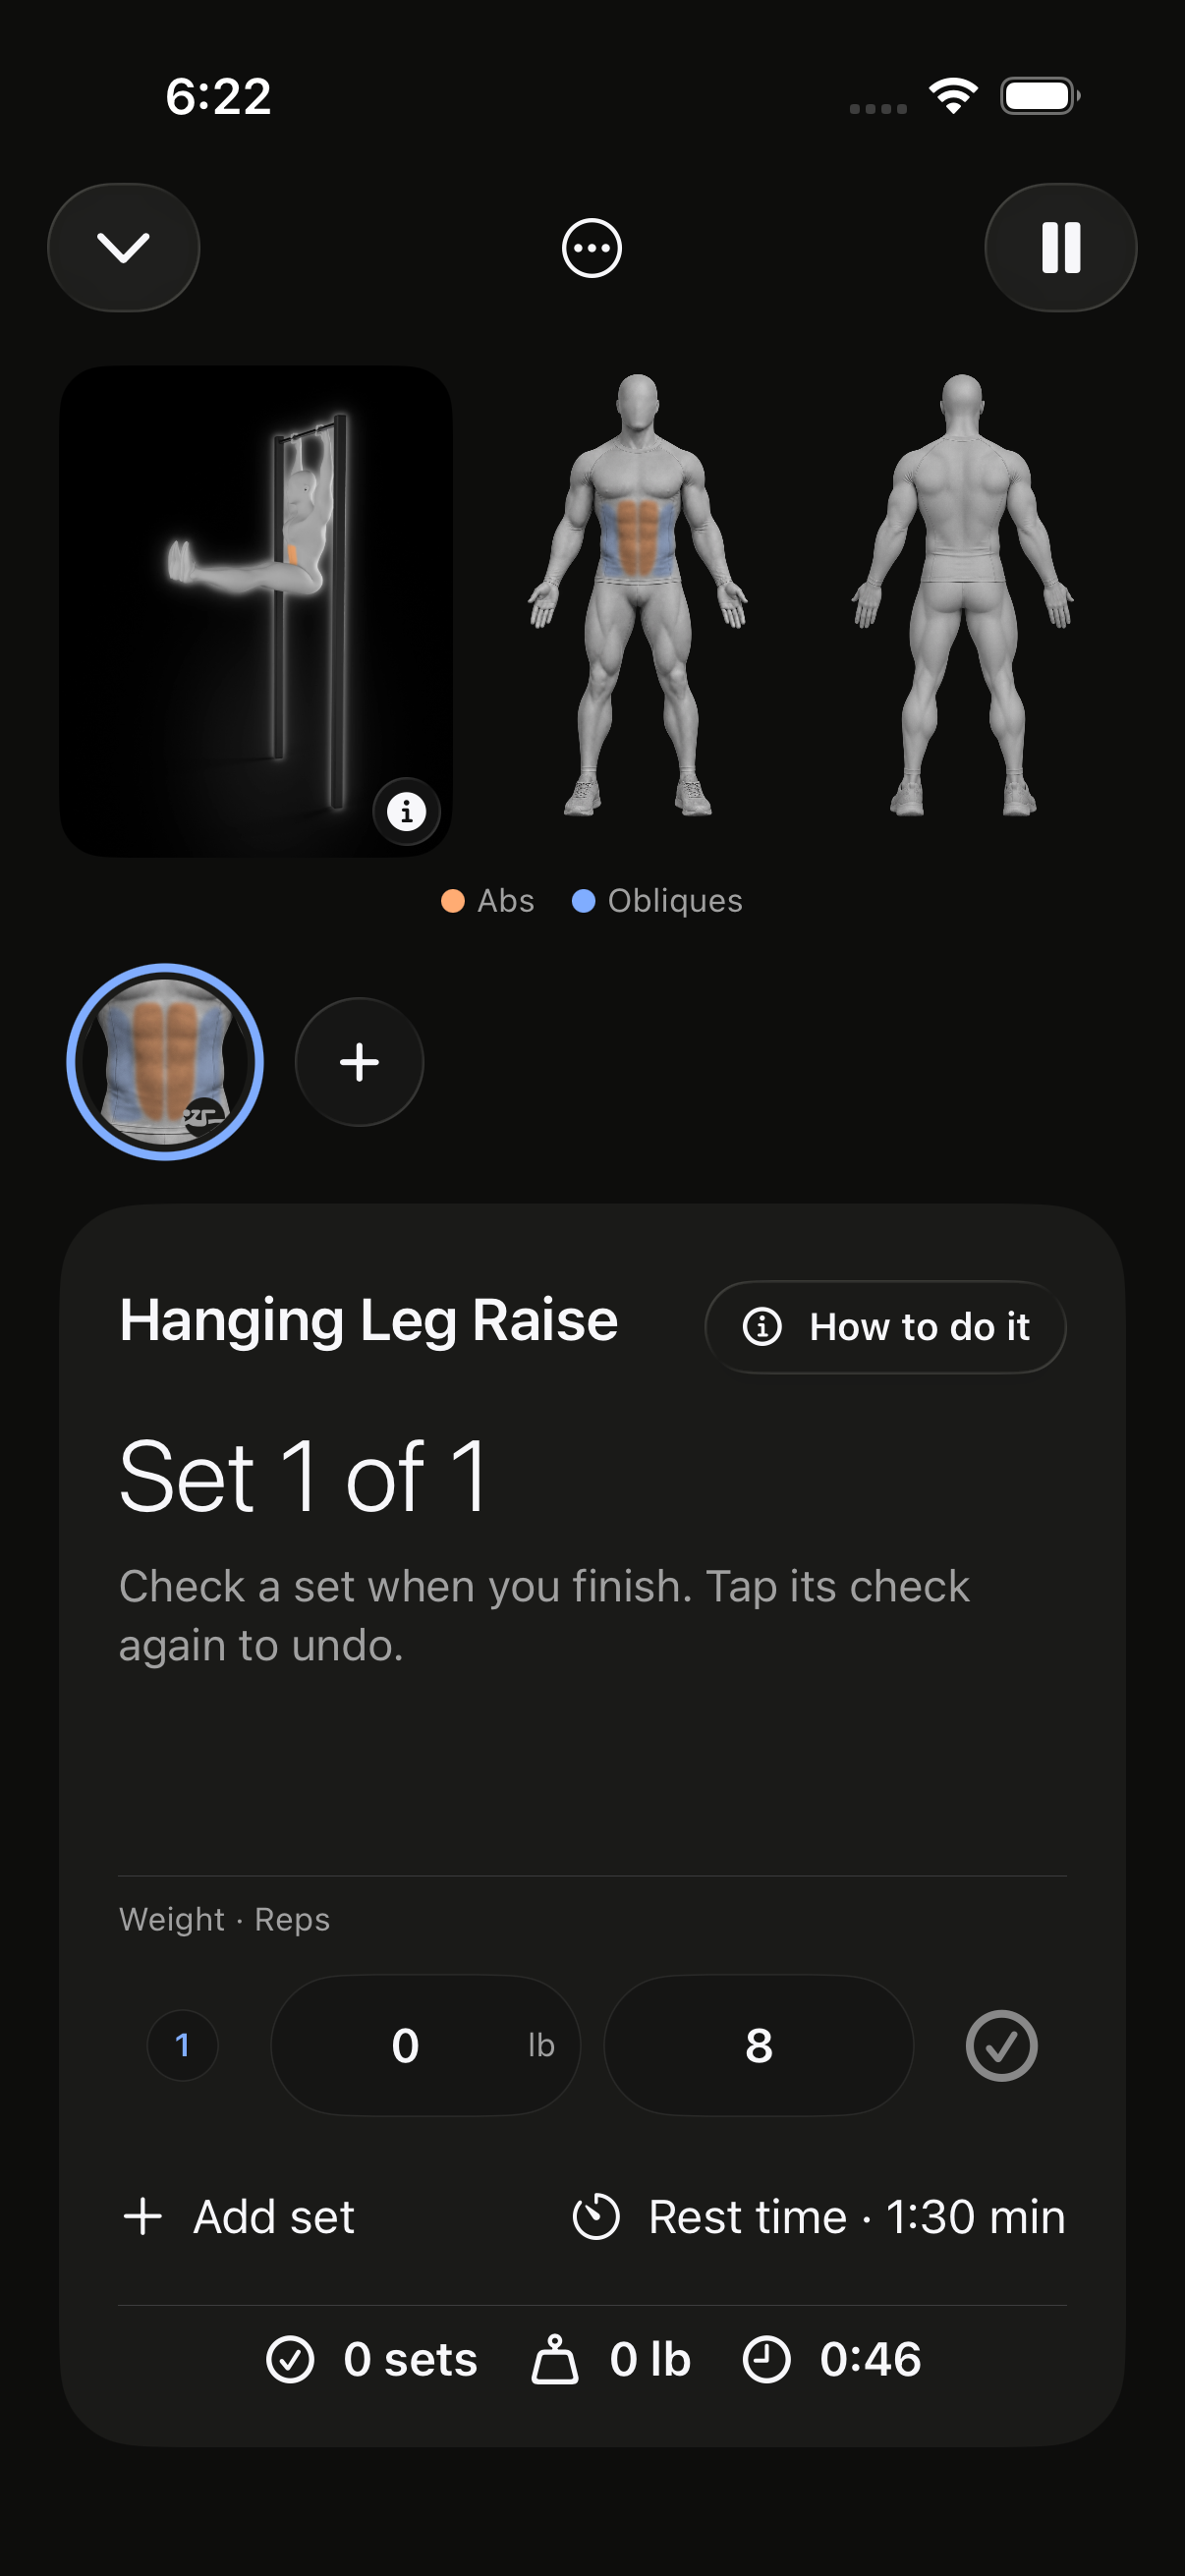 6:22
Abs Obliques
Hanging Leg Raise
How to do it
Set 1 of 1
Check a set when you finish. Tap its check
again to undo.
Weight · Reps
1 0 lb 8
Add set Rest time · 1:30 min
0 sets 0 lb 0:46